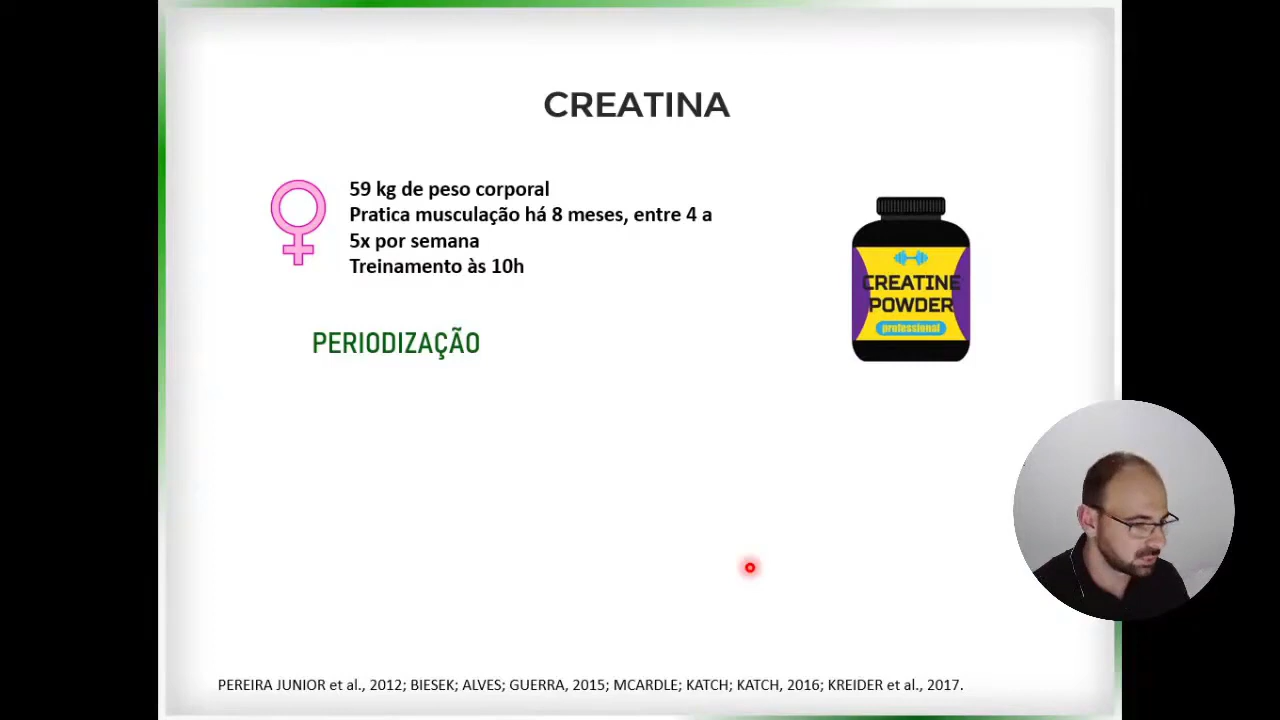 CREATINA
59 kg de peso corporal
Pratica musculação há 8 meses, entre 4 a
5x por semana
Treinamento às 10h
CREATINE
POWDER
professional
PERIODIZAÇÃO
PEREIRA JUNIOR et al., 2012; BIESEK; ALVES; GUERRA, 2015; MCARDLE; KATCH; KATCH, 2016; KREIDER et al., 2017.